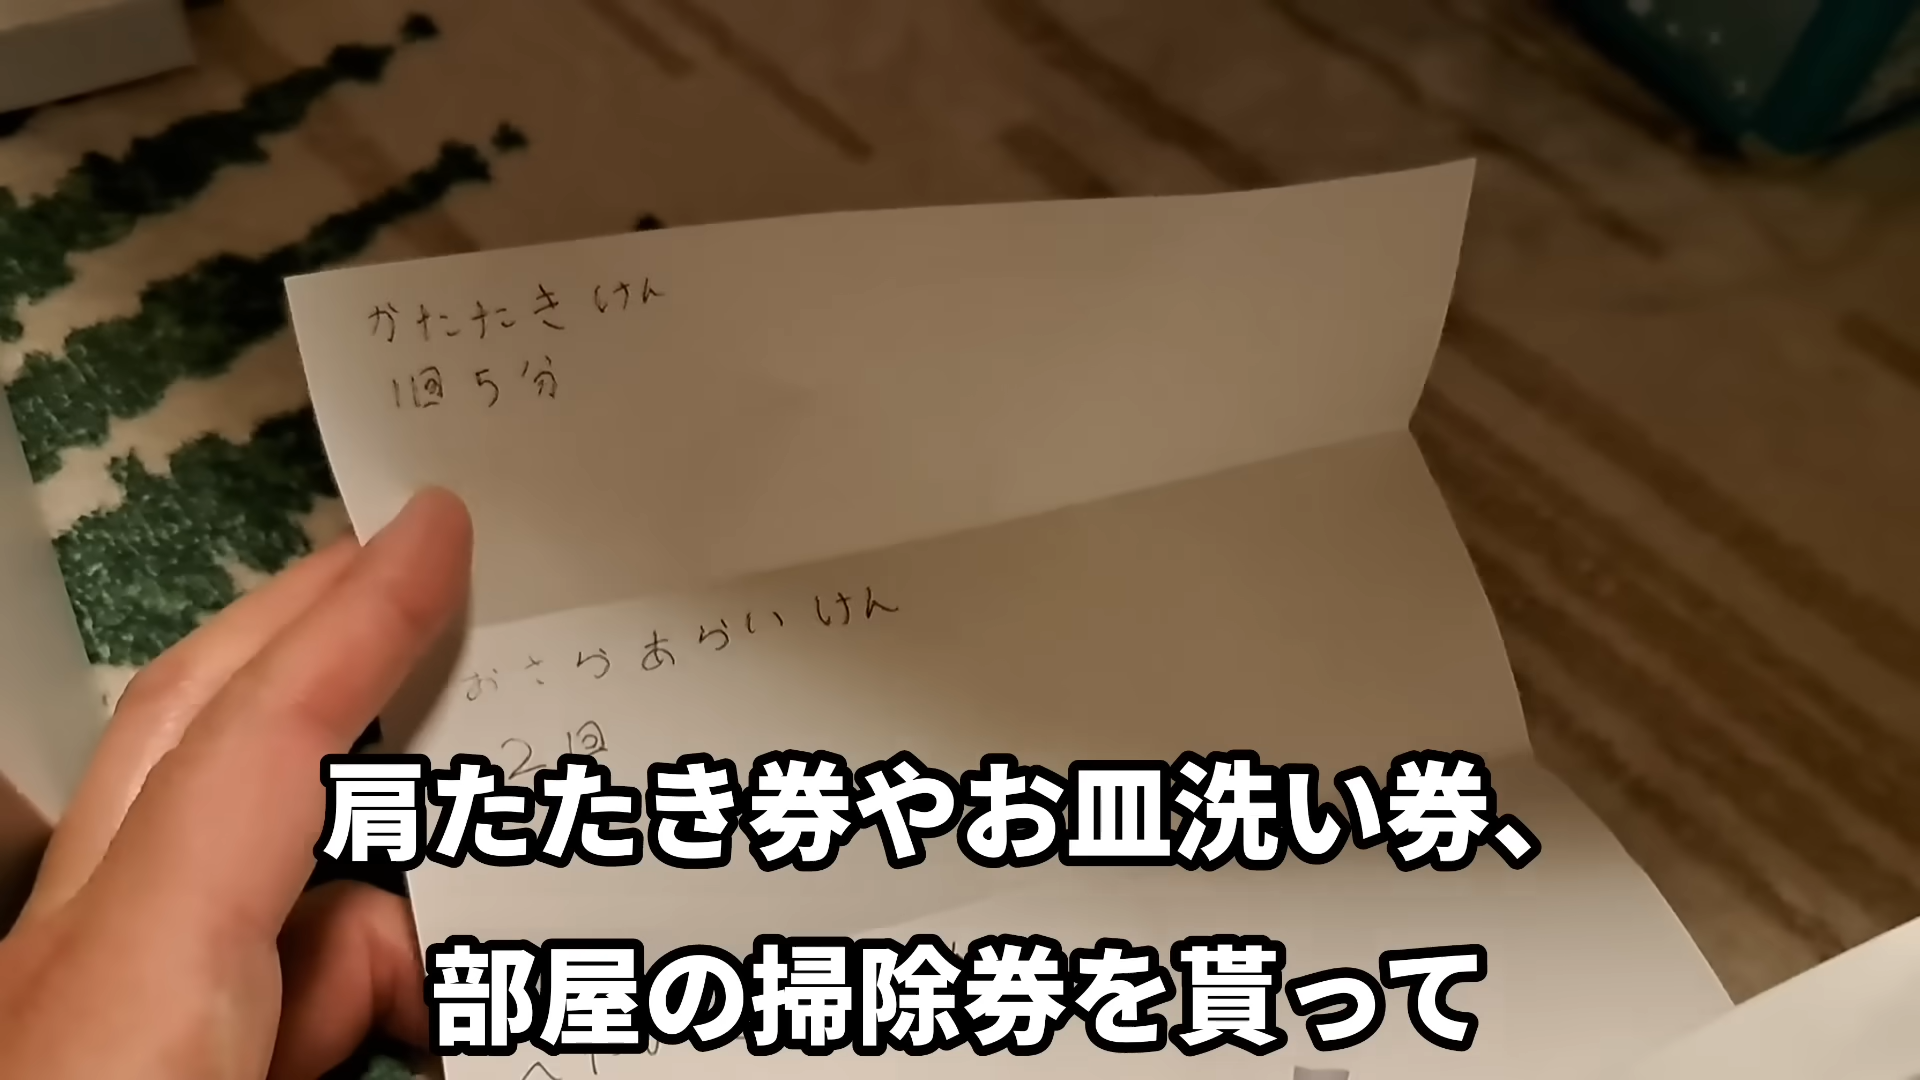 かたたきけん
1回5分
おさらあらいけん
2回
肩たたき券やお皿洗い券、
部屋の掃除券を貰って